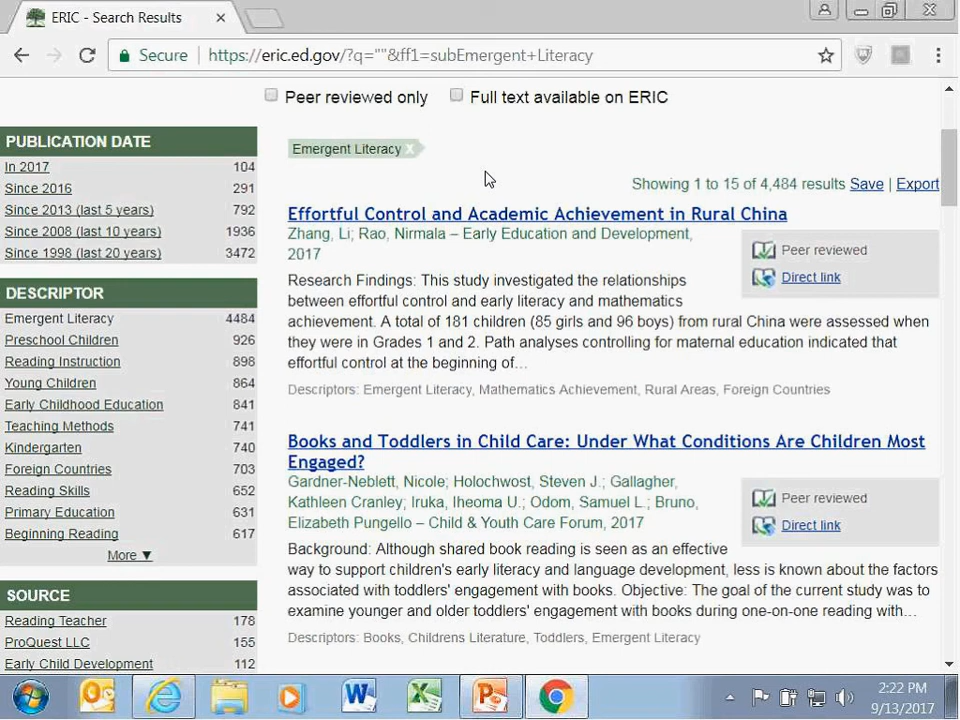 ERIC - Search Results ×
Secure https://eric.ed.gov/?q=""&ff1=subEmergent+Literacy
Peer reviewed only Full text available on ERIC
PUBLICATION DATE
In 2017 104
Since 2016 291
Since 2013 (last 5 years) 792
Since 2008 (last 10 years) 1936
Since 1998 (last 20 years) 3472
DESCRIPTOR
Emergent Literacy 4484
Preschool Children 926
Reading Instruction 898
Young Children 864
Early Childhood Education 841
Teaching Methods 741
Kindergarten 740
Foreign Countries 703
Reading Skills 652
Primary Education 631
Beginning Reading 617
More ▼
SOURCE
Reading Teacher 178
ProQuest LLC 155
Early Child Development 112
Emergent Literacy X
Showing 1 to 15 of 4,484 results Save | Export
Effortful Control and Academic Achievement in Rural China
Zhang, Li; Rao, Nirmala – Early Education and Development,
2017
Peer reviewed
Direct link
Research Findings: This study investigated the relationships
between effortful control and early literacy and mathematics
achievement. A total of 181 children (85 girls and 96 boys) from rural China were assessed when
they were in Grades 1 and 2. Path analyses controlling for maternal education indicated that
effortful control at the beginning of...
Descriptors: Emergent Literacy, Mathematics Achievement, Rural Areas, Foreign Countries
Books and Toddlers in Child Care: Under What Conditions Are Children Most
Engaged?
Gardner-Neblett, Nicole; Holochwost, Steven J.; Gallagher,
Kathleen Cranley; Iruka, Iheoma U.; Odom, Samuel L.; Bruno,
Elizabeth Pungello – Child & Youth Care Forum, 2017
Peer reviewed
Direct link
Background: Although shared book reading is seen as an effective
way to support children's early literacy and language development, less is known about the factors
associated with toddlers' engagement with books. Objective: The goal of the current study was to
examine younger and older toddlers' engagement with books during one-on-one reading with...
Descriptors: Books, Childrens Literature, Toddlers, Emergent Literacy
2:22 PM
9/13/2017